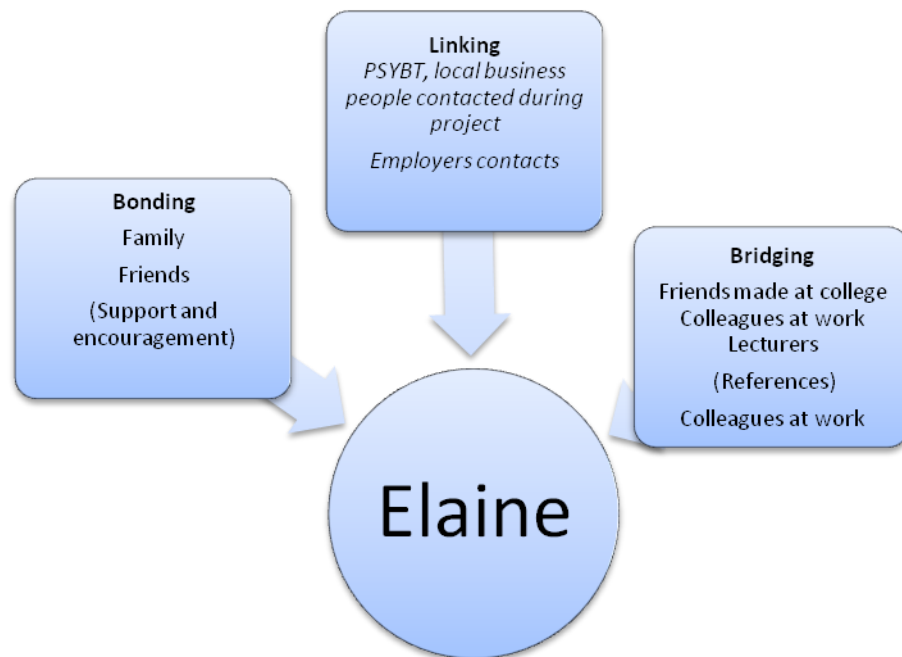 Linking
PSYBT, local business
people contacted during
project
Employers contacts
Bonding
Family
Friends
(Support and
encouragement)
Bridging
Friends made at college
Colleagues at work
Lecturers
(References)
Colleagues at work
Elaine